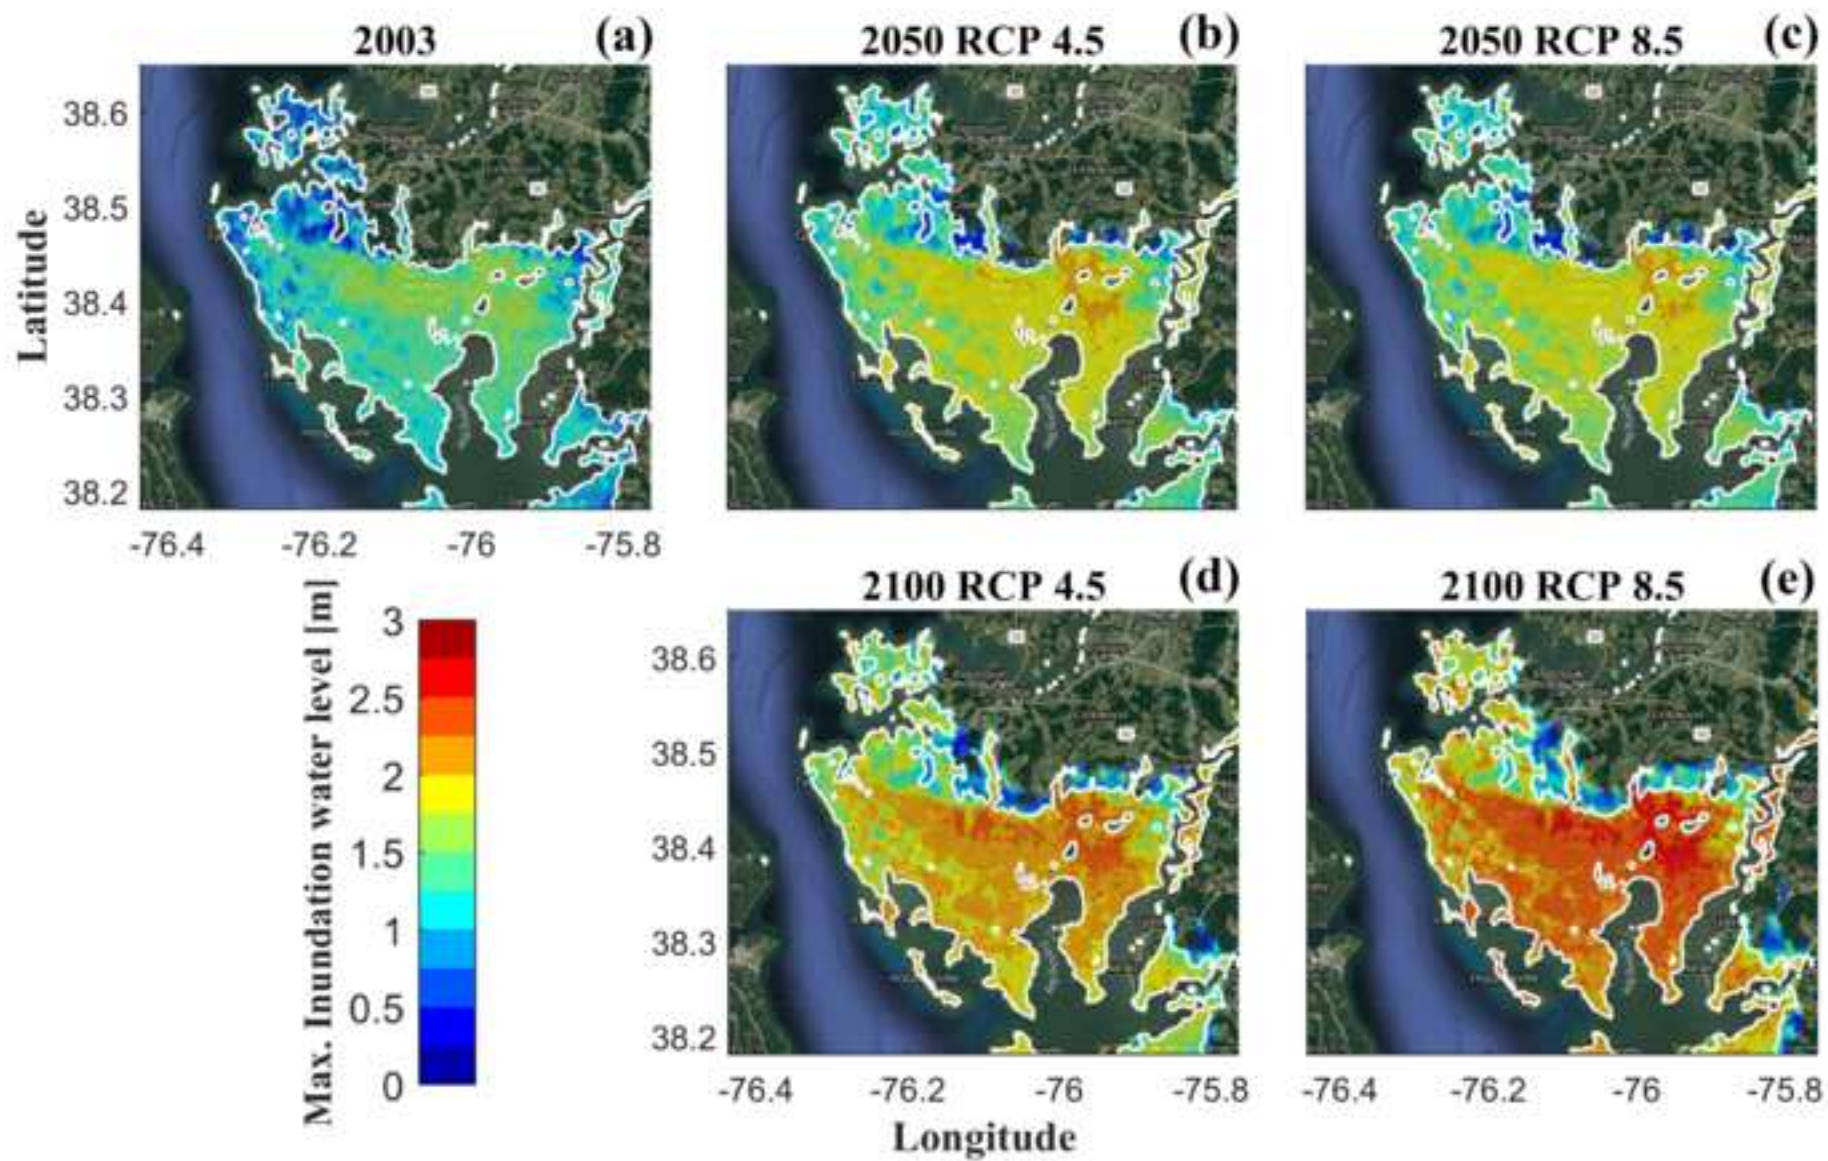 2003 (a)
2050 RCP 4.5 (b)
2050 RCP 8.5 (c)
Latitude
38.6
38.5
38.4
38.3
38.2
-76.4 -76.2 -76 -75.8
Max. Inundation water level [m]
3
2.5
2
1.5
1
0.5
0
2100 RCP 4.5 (d)
2100 RCP 8.5 (e)
38.6
38.5
38.4
38.3
38.2
-76.4 -76.2 -76 -75.8
-76.4 -76.2 -76 -75.8
Longitude